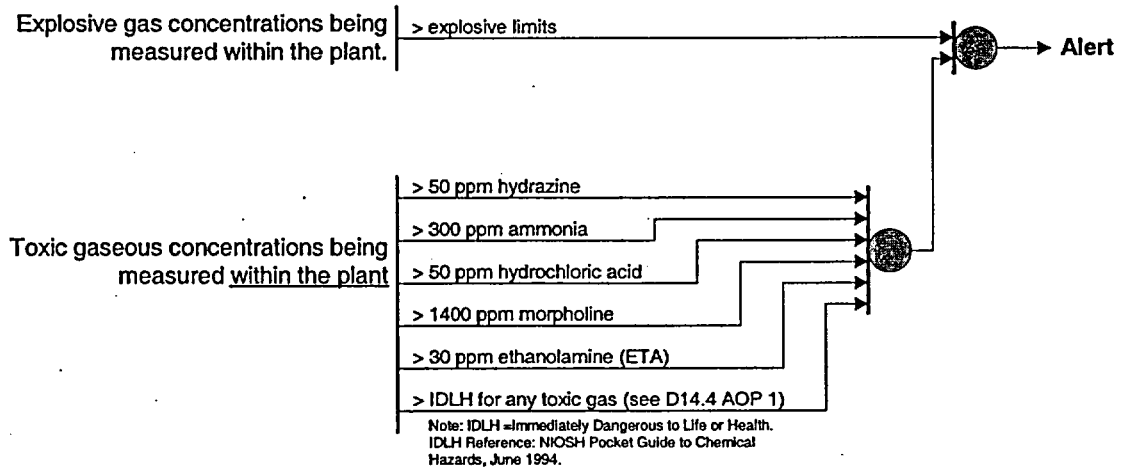 Explosive gas concentrations being
measured within the plant.
> explosive limits
Alert
Toxic gaseous concentrations being
measured within the plant
> 50 ppm hydrazine
> 300 ppm ammonia
> 50 ppm hydrochloric acid
> 1400 ppm morpholine
> 30 ppm ethanolamine (ETA)
> IDLH for any toxic gas (see D14.4 AOP 1)
Note: IDLH =Immediately Dangerous to Life or Health.
IDLH Reference: NIOSH Pocket Guide to Chemical
Hazards, June 1994.